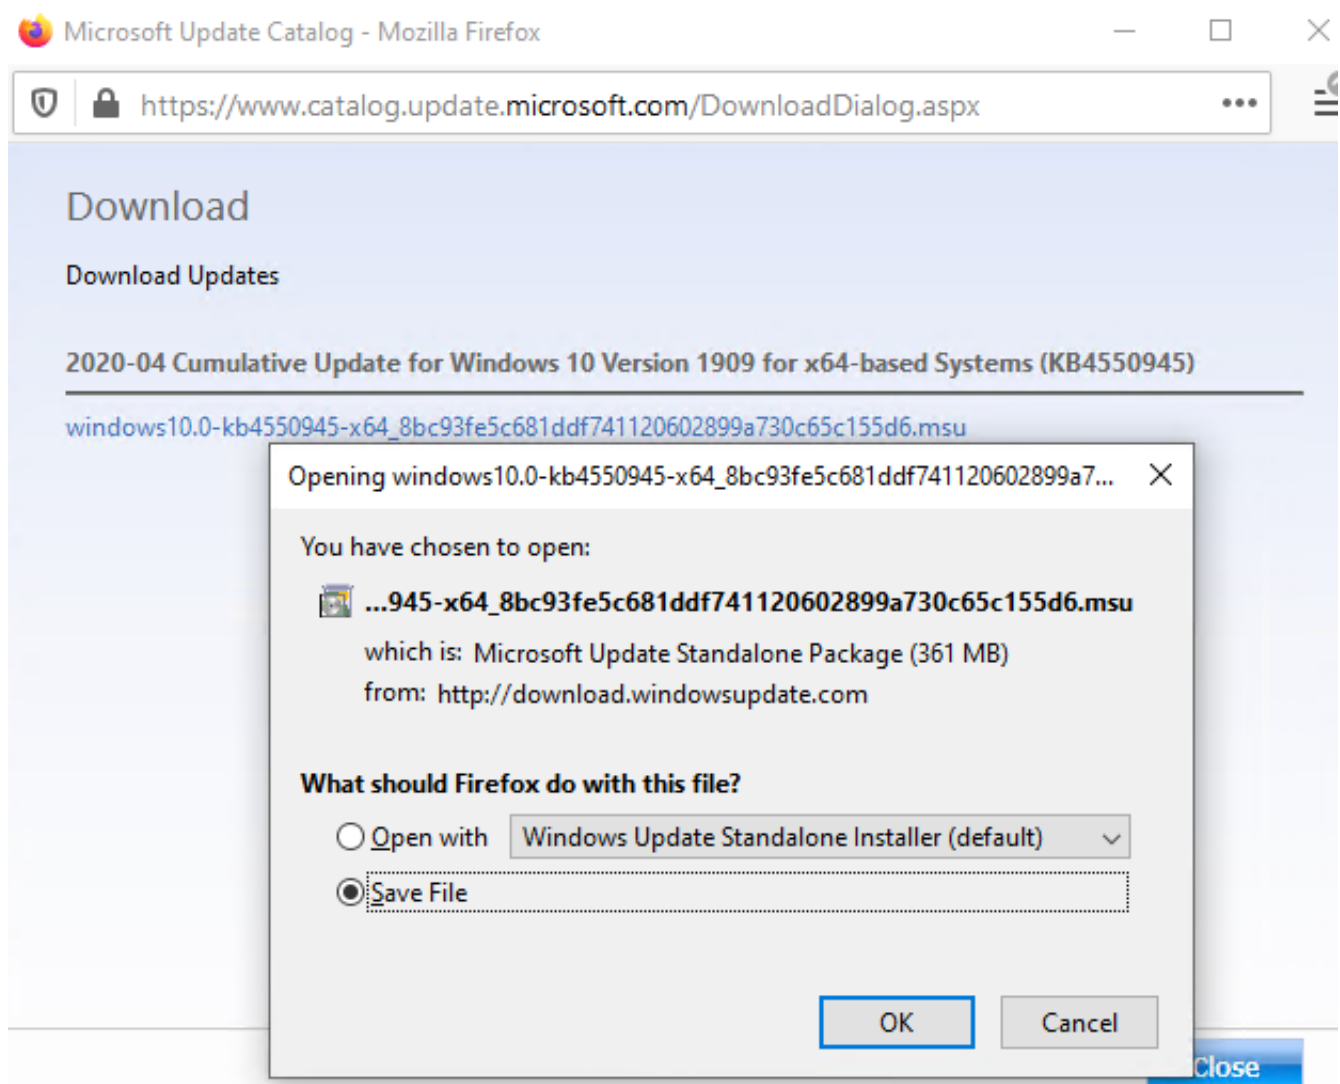 Microsoft Update Catalog - Mozilla Firefox
https://www.catalog.update.microsoft.com/DownloadDialog.aspx
Download
Download Updates
2020-04 Cumulative Update for Windows 10 Version 1909 for x64-based Systems (KB4550945)
windows10.0-kb4550945-x64_8bc93fe5c681ddf741120602899a730c65c155d6.msu
Opening windows10.0-kb4550945-x64_8bc93fe5c681ddf741120602899a7...
You have chosen to open:
...945-x64_8bc93fe5c681ddf741120602899a730c65c155d6.msu
which is: Microsoft Update Standalone Package (361 MB)
from: http://download.windowsupdate.com
What should Firefox do with this file?
Open with Windows Update Standalone Installer (default)
Save File
OK Cancel
Close